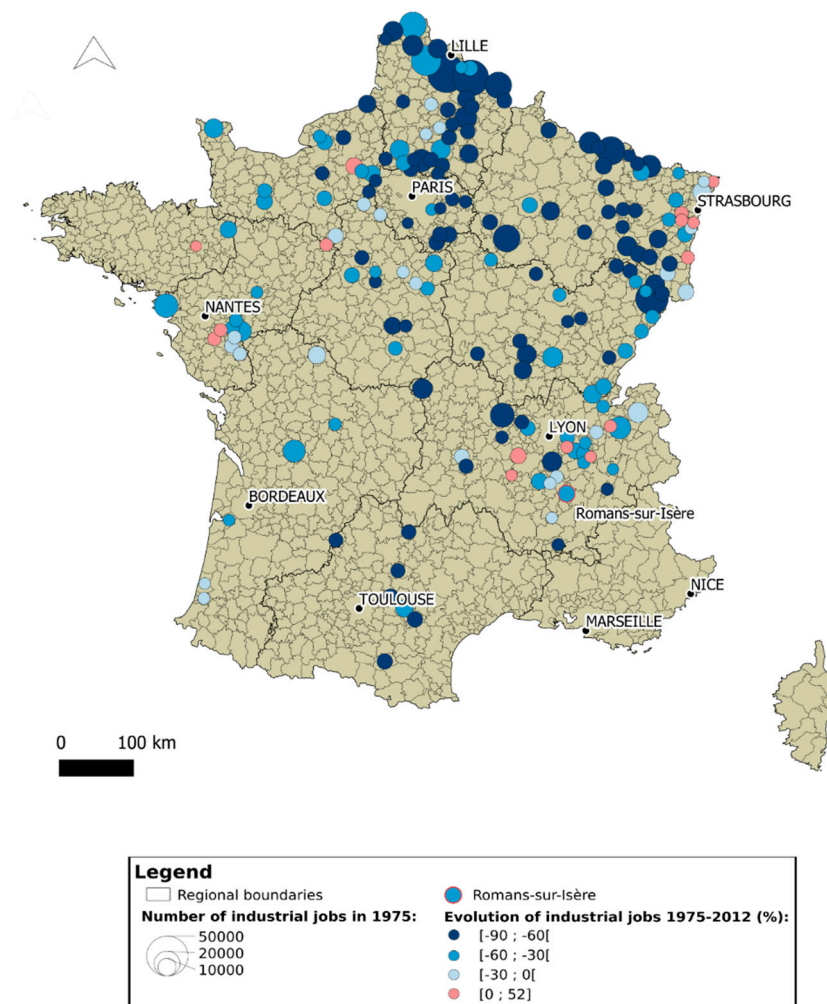 LILLE
PARIS
STRASBOURG
NANTES
LYON
BORDEAUX
Romans-sur-Isère
TOULOUSE
NICE
MARSEILLE
0 100 km
Legend
Regional boundaries
Romans-sur-Isère
Number of industrial jobs in 1975:
50000
20000
10000
Evolution of industrial jobs 1975-2012 (%):
[-90 ; -60[
[-60 ; -30[
[-30 ; 0[
[0 ; 52]